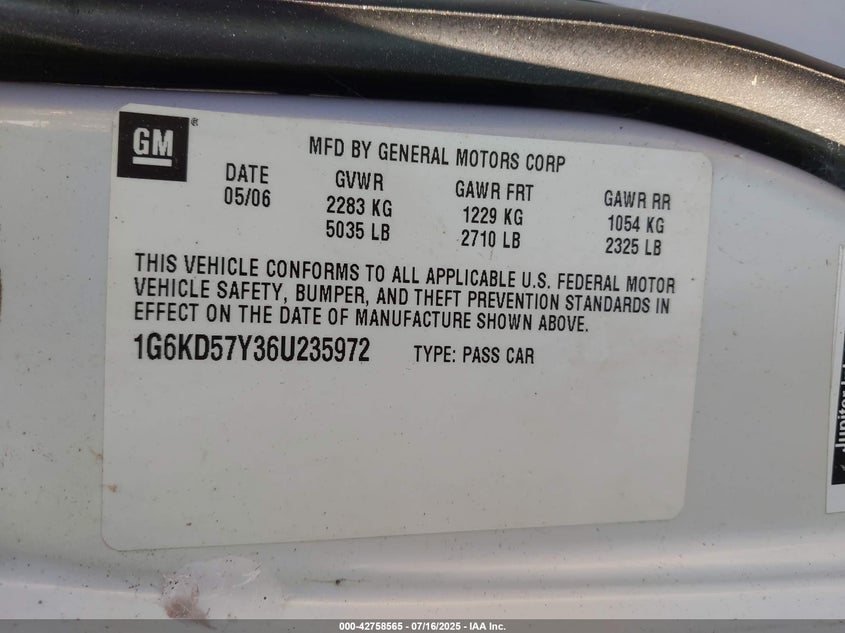 GM®
MFD BY GENERAL MOTORS CORP
DATE GVWR GAWR FRT GAWR RR
05/06 2283 KG 1229 KG 1054 KG
5035 LB 2710 LB 2325 LB
THIS VEHICLE CONFORMS TO ALL APPLICABLE U.S. FEDERAL MOTOR
VEHICLE SAFETY, BUMPER, AND THEFT PREVENTION STANDARDS IN
EFFECT ON THE DATE OF MANUFACTURE SHOWN ABOVE.
1G6KD57Y36U235972 TYPE: PASS CAR
Jupiter
000-42758565 - 07/16/2025 - IAA Inc.